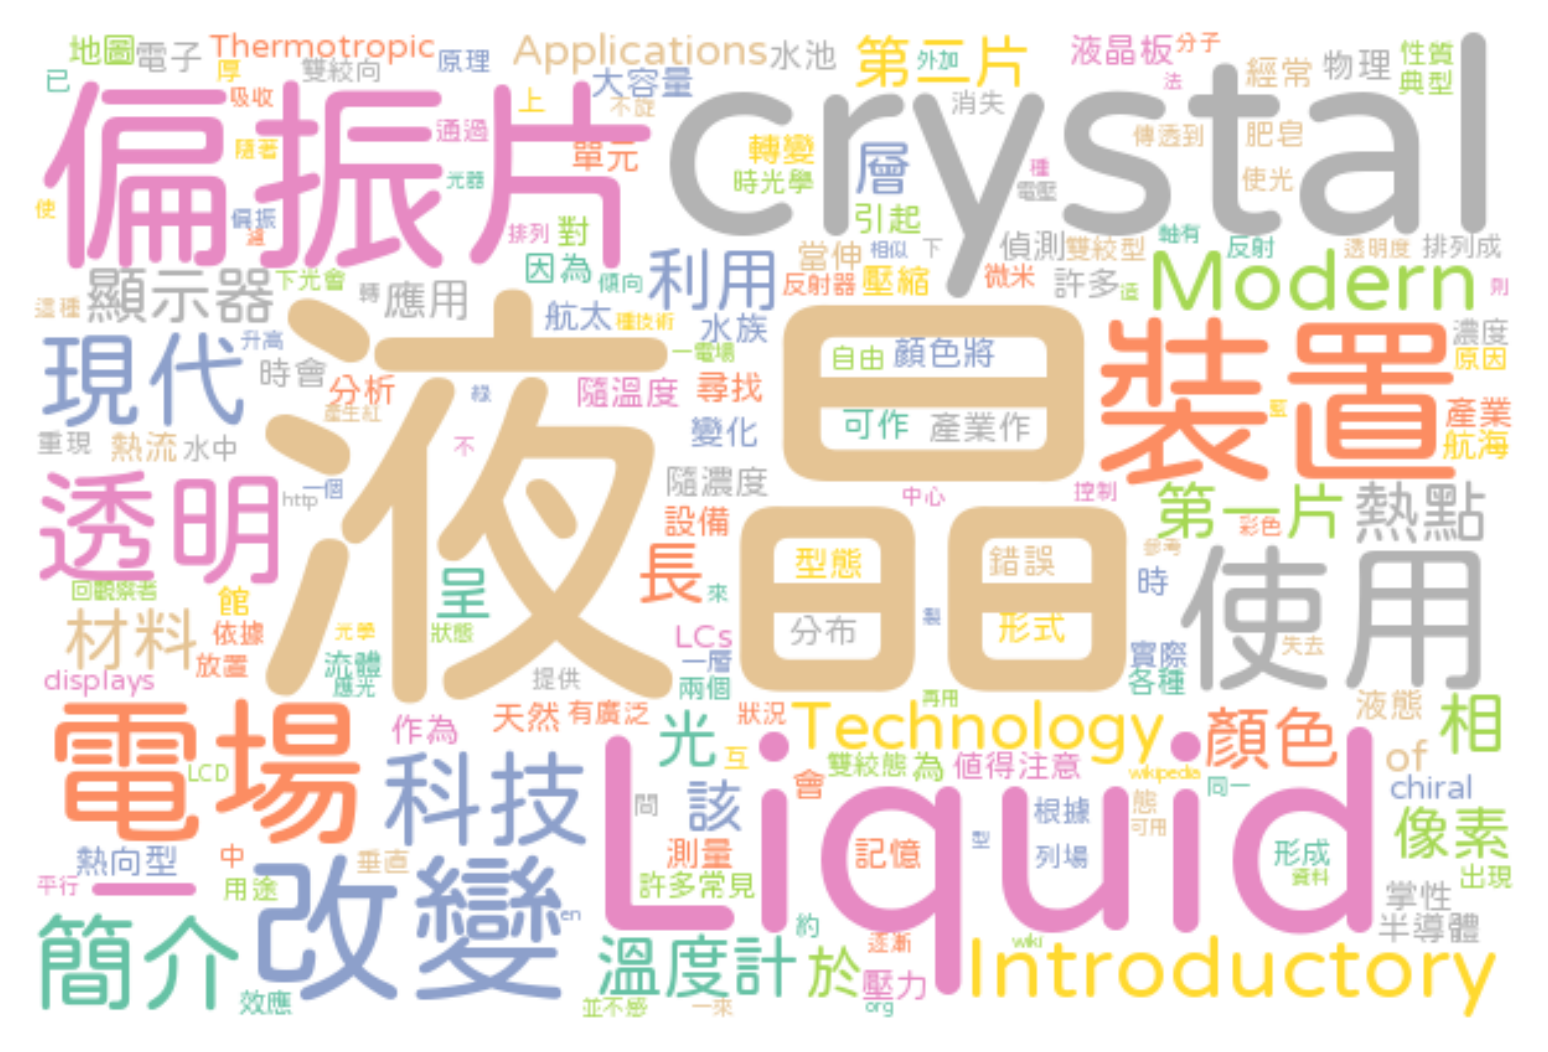 地圖
電子
Thermotropic
原理
Applications
水池
第二片
外加
液晶板
分子
經常
物理
性質
典型
已
厚
雙絞向
吸收
上
大容量
不旋
消失
法
偏振片
crystal
隨著
通過
光器
單元
轉變
時光學
層
種
電壓
傳透到
肥皂
使光
使
偏振
濾
排列
對
引起
因為
傾向
利用
當伸
相似
下
偵測
雙絞型
軸有
反射
透明度
排列成
反射器
壓縮
微米
許多
這
Modern
則
這種
顯示器
下光會
轉
應用
航太
種技術
水族
一電場
液晶
自由
顏色將
可作
產業作
裝置
濃度
原因
藍
產業
航海
現代
升高
時會
分析
產生紅
綠
隨溫度
尋找
變化
重現
熱流
水中
不
隨濃度
中心
控制
透明
http
一個
設備
第一片
彩色
熱點
長
型態
錯誤
參考
時
使用
回觀察者
館
呈
來
製
材料
依據
光學
狀態
分布
形式
失去
放置
流體
應光
LCs
一層
兩個
實際
各種
displays
提供
再用
液態
相
電場
LCD
作為
天然
有廣泛
光
狀況
Technology
顏色
of
互
雙絞態
為
值得注意
wikipedia
同一
chiral
科技
會
Liquid
問
該
根據
態
可用
像素
測量
記憶
型
列場
形成
資料
出現
熱向型
中
垂直
許多常見
平行
一
用途
改變
en
掌性
半導體
簡介
效應
溫度計
約
於
逐漸
壓力
org
wiki
Introductory
並不感
一來